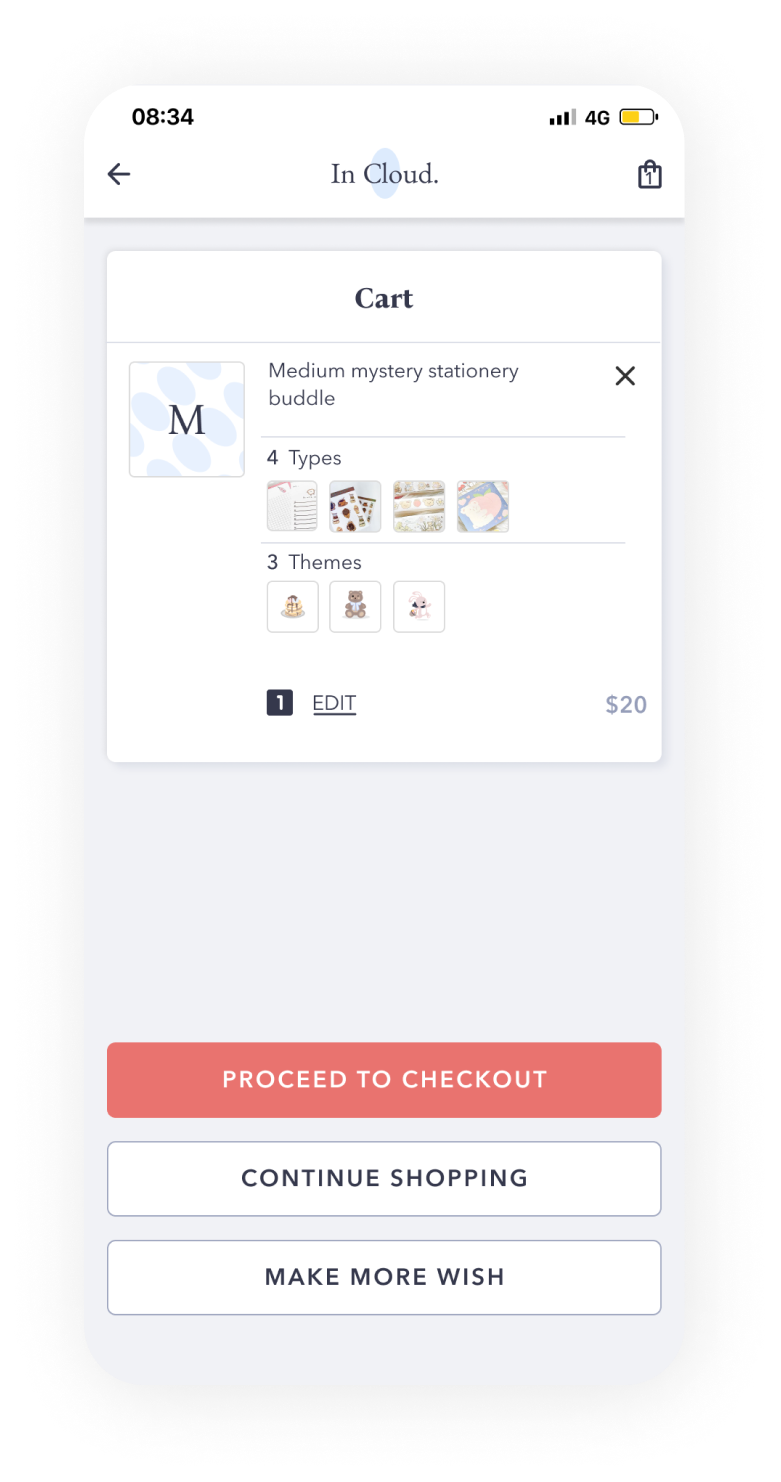 08:34
4G
In Cloud.
1
Cart
M
Medium mystery stationery
buddle
4 Types
3 Themes
1 EDIT
$20
PROCEED TO CHECKOUT
CONTINUE SHOPPING
MAKE MORE WISH